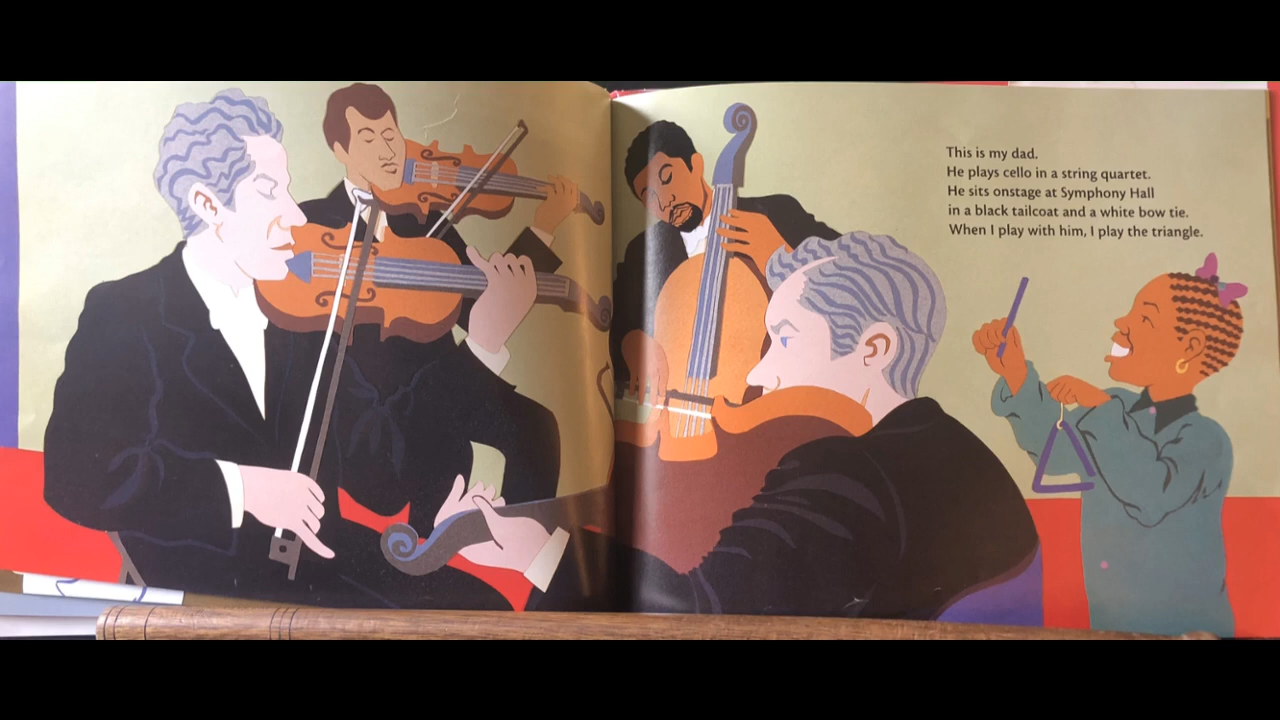 This is my dad.
He plays cello in a string quartet.
He sits onstage at Symphony Hall
in a black tailcoat and a white bow tie.
When I play with him, I play the triangle.